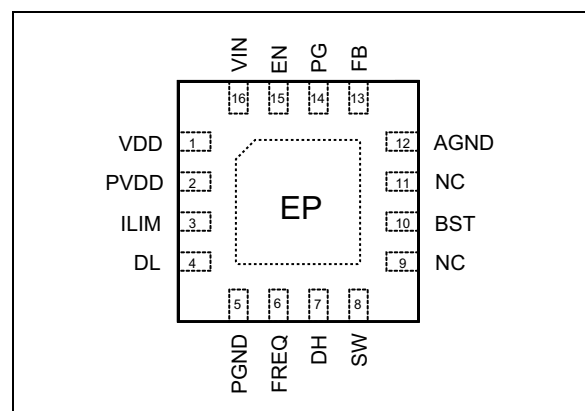 VIN EN PG FB
16 15 14 13
VDD 1 12 AGND
PVDD 2 11 NC
EP
ILIM 3 10 BST
DL 4 9 NC
5 6 7 8
PGND FREQ DH SW